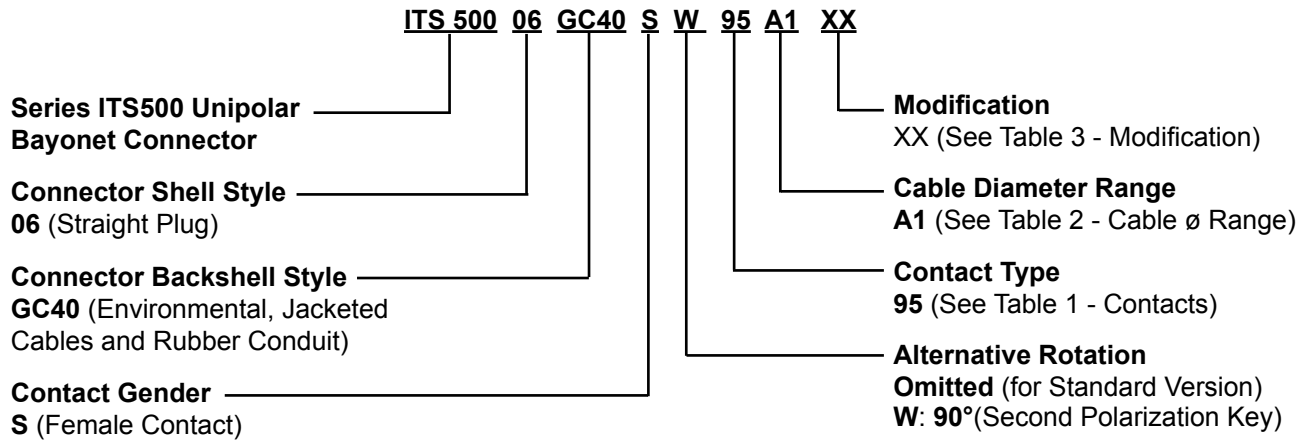 ITS 500 06 GC40 S W 95 A1 XX
Series ITS500 Unipolar
Bayonet Connector
Connector Shell Style
06 (Straight Plug)
Connector Backshell Style
GC40 (Environmental, Jacketed
Cables and Rubber Conduit)
Contact Gender
S (Female Contact)
Modification
XX (See Table 3 - Modification)
Cable Diameter Range
A1 (See Table 2 - Cable ø Range)
Contact Type
95 (See Table 1 - Contacts)
Alternative Rotation
Omitted (for Standard Version)
W: 90°(Second Polarization Key)